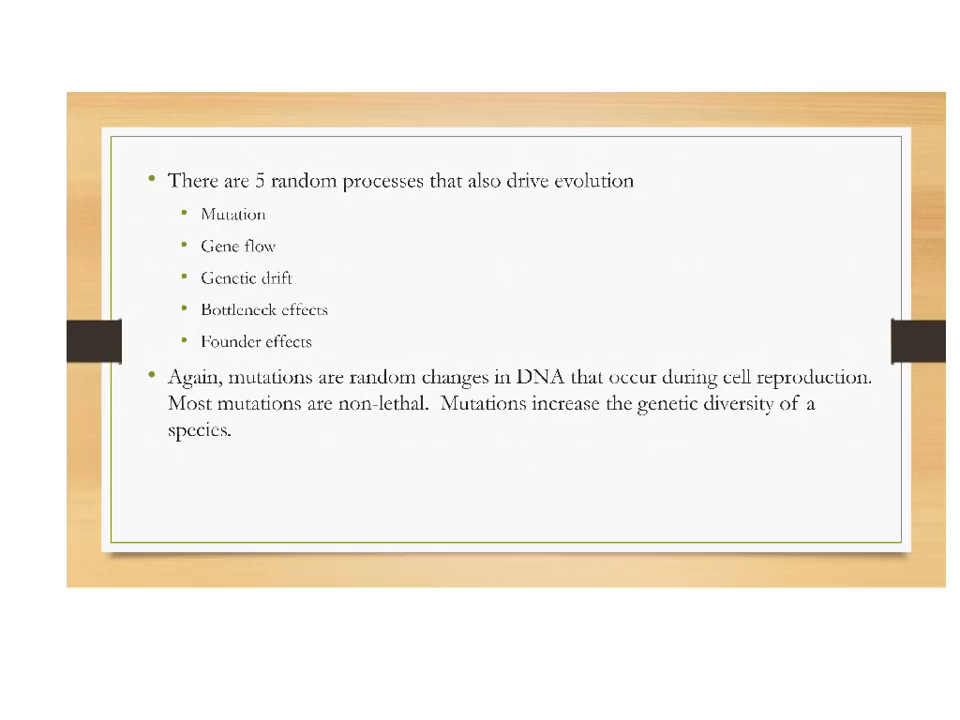 There are 5 random processes that also drive evolution
Mutation
Gene flow
Genetic drift
Bottleneck effects
Founder effects
Again, mutations are random changes in DNA that occur during cell reproduction.
Most mutations are non-lethal.  Mutations increase the genetic diversity of a
species.